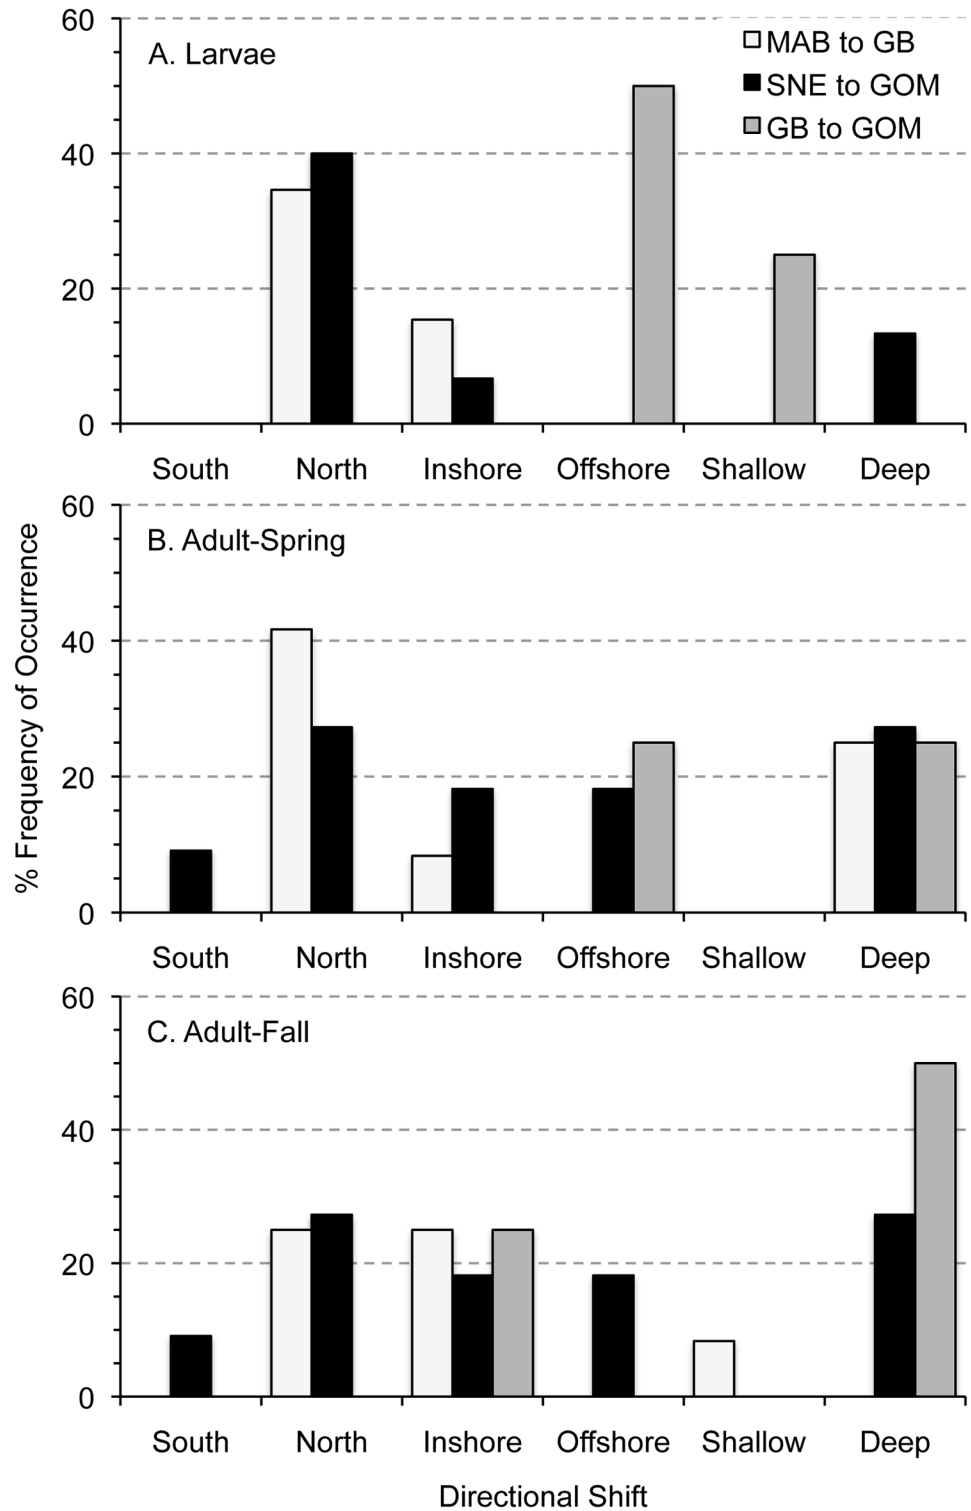 60
A. Larvae
MAB to GB
SNE to GOM
GB to GOM
40
20
0
South North Inshore Offshore Shallow Deep
60
B. Adult-Spring
40
20
0
South North Inshore Offshore Shallow Deep
% Frequency of Occurrence
60
C. Adult-Fall
40
20
0
South North Inshore Offshore Shallow Deep
Directional Shift